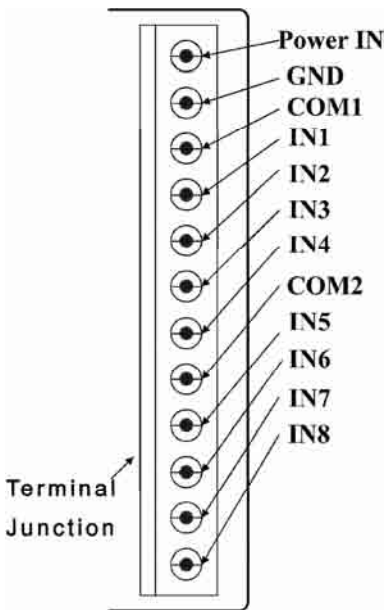 Power IN
GND
COM1
IN1
IN2
IN3
IN4
COM2
IN5
IN6
IN7
IN8
Terminal
Junction